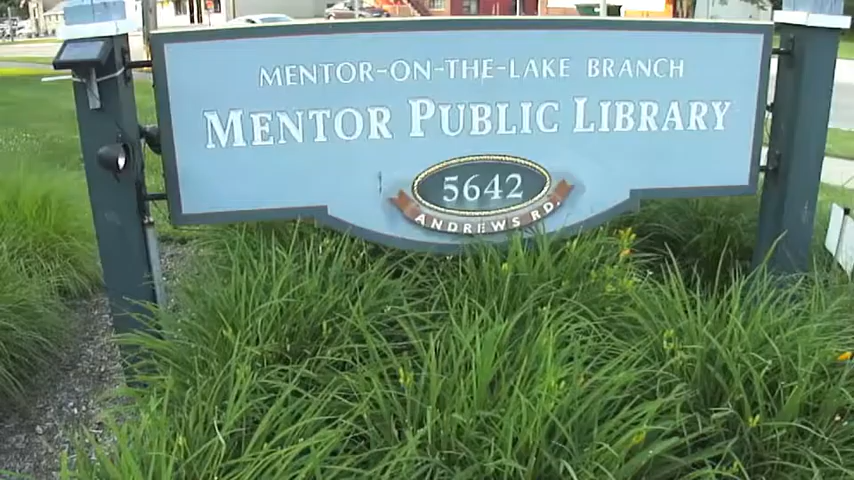 MENTOR-ON-THE-LAKE BRANCH
MENTOR PUBLIC LIBRARY
5642
ANDREWS RD.